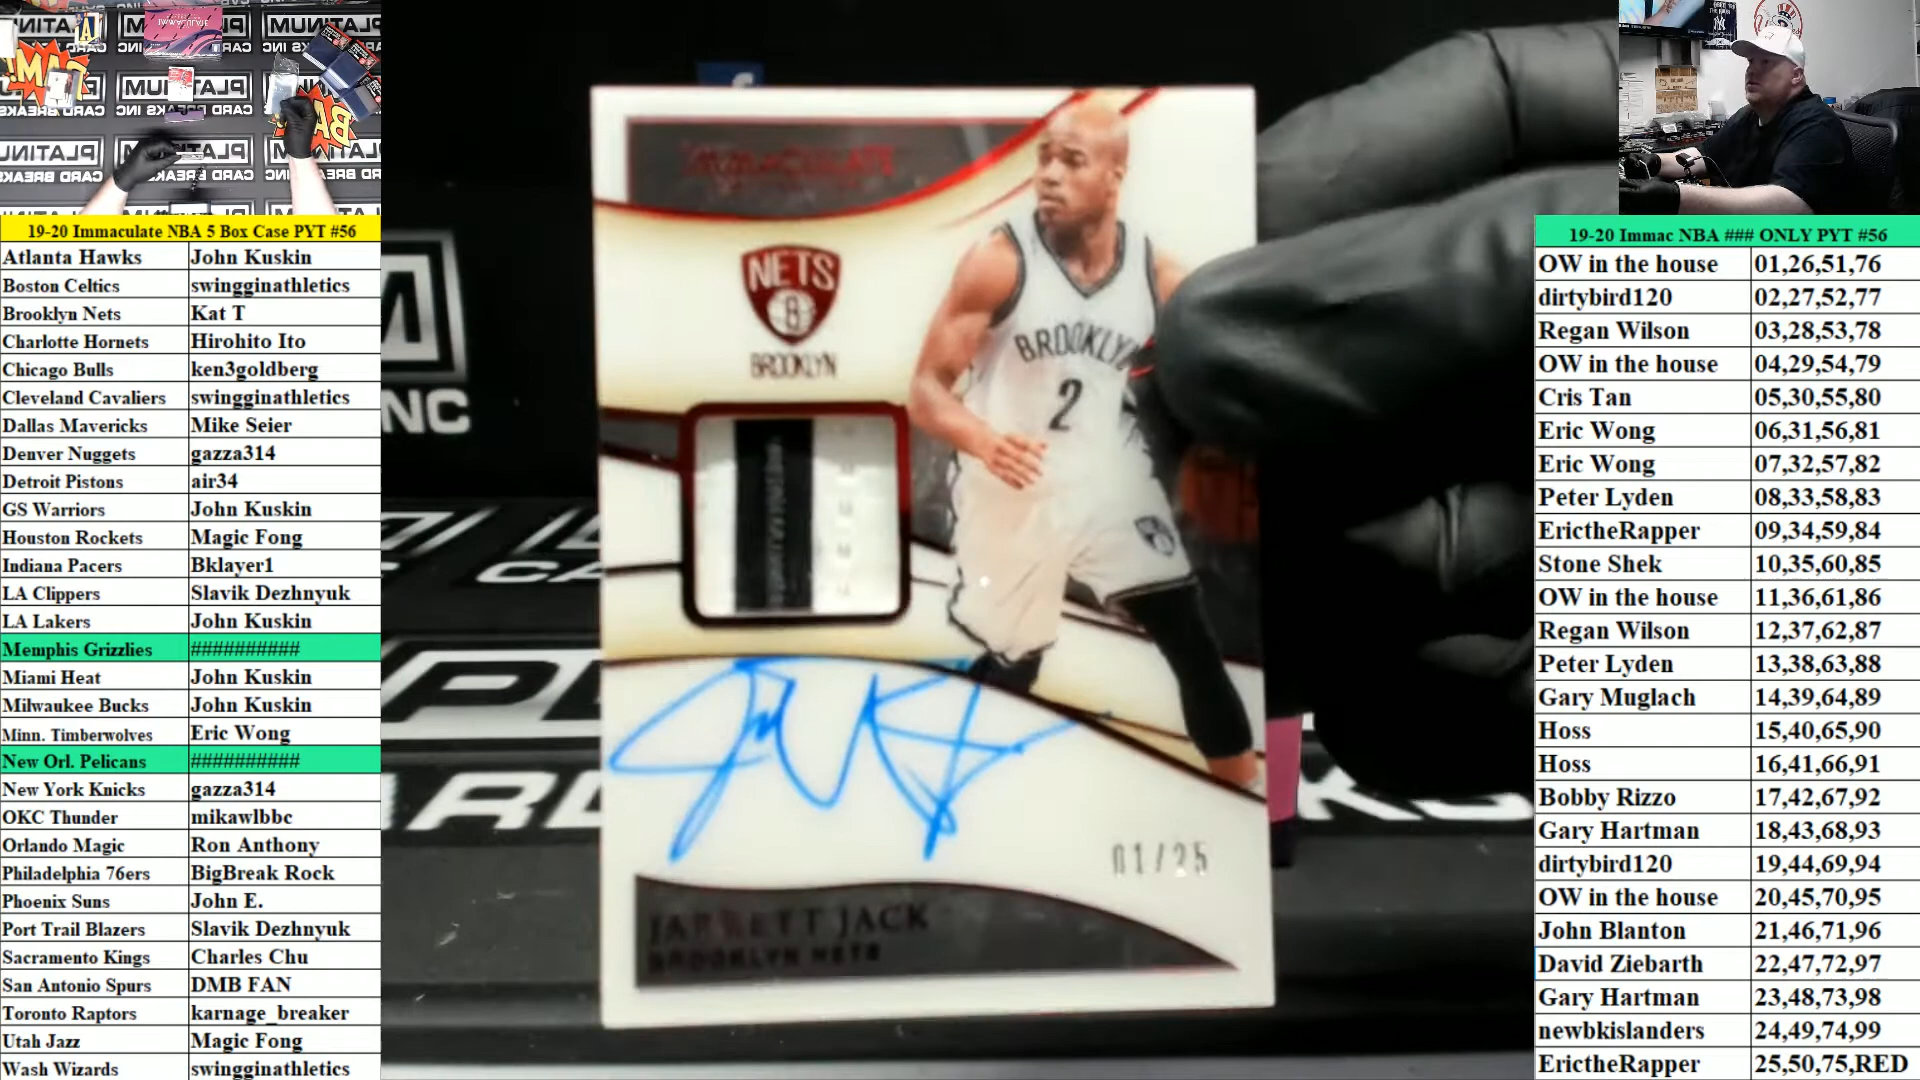 19-20 Immaculate NBA 5 Box Case PYT #56
Atlanta Hawks John Kuskin
Boston Celtics swingginathletics
Brooklyn Nets Kat T
Charlotte Hornets Hirohito Ito
Chicago Bulls ken3goldberg
Cleveland Cavaliers swingginathletics
Dallas Mavericks Mike Seier
Denver Nuggets gazza314
Detroit Pistons air34
GS Warriors John Kuskin
Houston Rockets Magic Fong
Indiana Pacers Bklayer1
LA Clippers Slavik Dezhnyuk
LA Lakers John Kuskin
Memphis Grizzlies ##########
Miami Heat John Kuskin
Milwaukee Bucks John Kuskin
Minn. Timberwolves Eric Wong
New Orl. Pelicans ##########
New York Knicks gazza314
OKC Thunder mikawlbbc
Orlando Magic Ron Anthony
Philadelphia 76ers BigBreak Rock
Phoenix Suns John E.
Port Trail Blazers Slavik Dezhnyuk
Sacramento Kings Charles Chu
San Antonio Spurs DMB FAN
Toronto Raptors karnage_breaker
Utah Jazz Magic Fong
Wash Wizards swingginathletics
IMMACULATE
NETS
B
BROOKLYN
BROOKLYN
2
01/25
JARRETT JACK
BROOKLYN NETS
NC
19-20 Immac NBA ### ONLY PYT #56
OW in the house 01,26,51,76
dirtybird120 02,27,52,77
Regan Wilson 03,28,53,78
OW in the house 04,29,54,79
Cris Tan 05,30,55,80
Eric Wong 06,31,56,81
Eric Wong 07,32,57,82
Peter Lyden 08,33,58,83
ErictheRapper 09,34,59,84
Stone Shek 10,35,60,85
OW in the house 11,36,61,86
Regan Wilson 12,37,62,87
Peter Lyden 13,38,63,88
Gary Muglach 14,39,64,89
Hoss 15,40,65,90
Hoss 16,41,66,91
Bobby Rizzo 17,42,67,92
Gary Hartman 18,43,68,93
dirtybird120 19,44,69,94
OW in the house 20,45,70,95
John Blanton 21,46,71,96
David Ziebarth 22,47,72,97
Gary Hartman 23,48,73,98
newbkislanders 24,49,74,99
ErictheRapper 25,50,75,RED